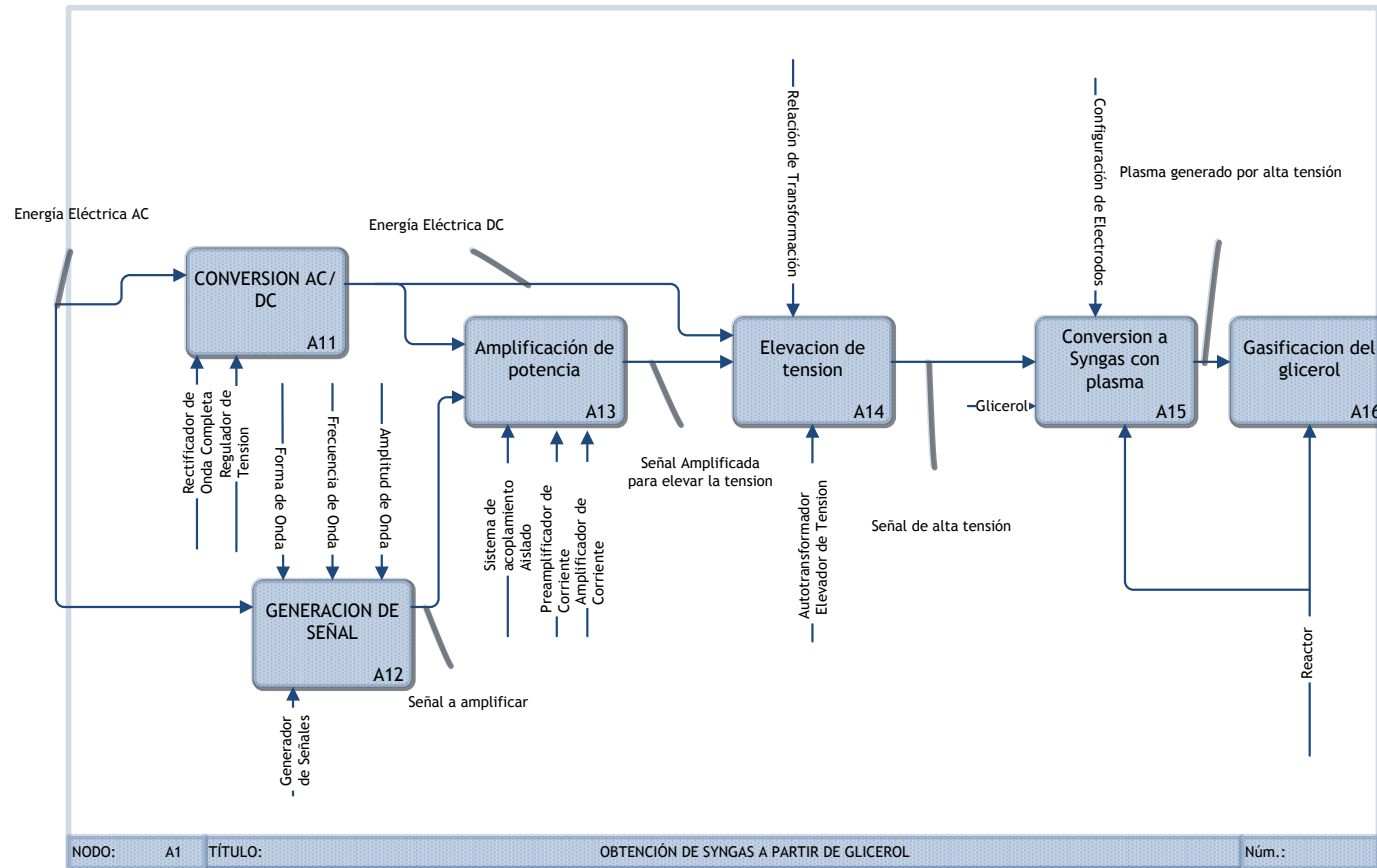 Relación de Transformación
Configuración de Electrodos
Plasma generado por alta tensión
Energía Eléctrica AC
Energía Eléctrica DC
CONVERSION AC/
DC
A11
Amplificación de
potencia
A13
Elevacion de
tension
A14
Conversion a
Syngas con
plasma
A15
Gasificacion del
glicerol
A16
Glicerol
Rectificador de
Onda Completa
Regulador de
Tension
Forma de Onda
Frecuencia de Onda
Amplitud de Onda
Sistema de
acoplamiento
Aislado
Preamplificador de
Corriente
Amplificador de
Corriente
Señal Amplificada
para elevar la tension
Autotransformador
Elevador de Tension
Señal de alta tensión
GENERACION DE
SEÑAL
A12
Señal a amplificar
Generador
de Señales
Reactor
NODO:
A1
TÍTULO:
OBTENCIÓN DE SYNGAS A PARTIR DE GLICEROL
Núm.: